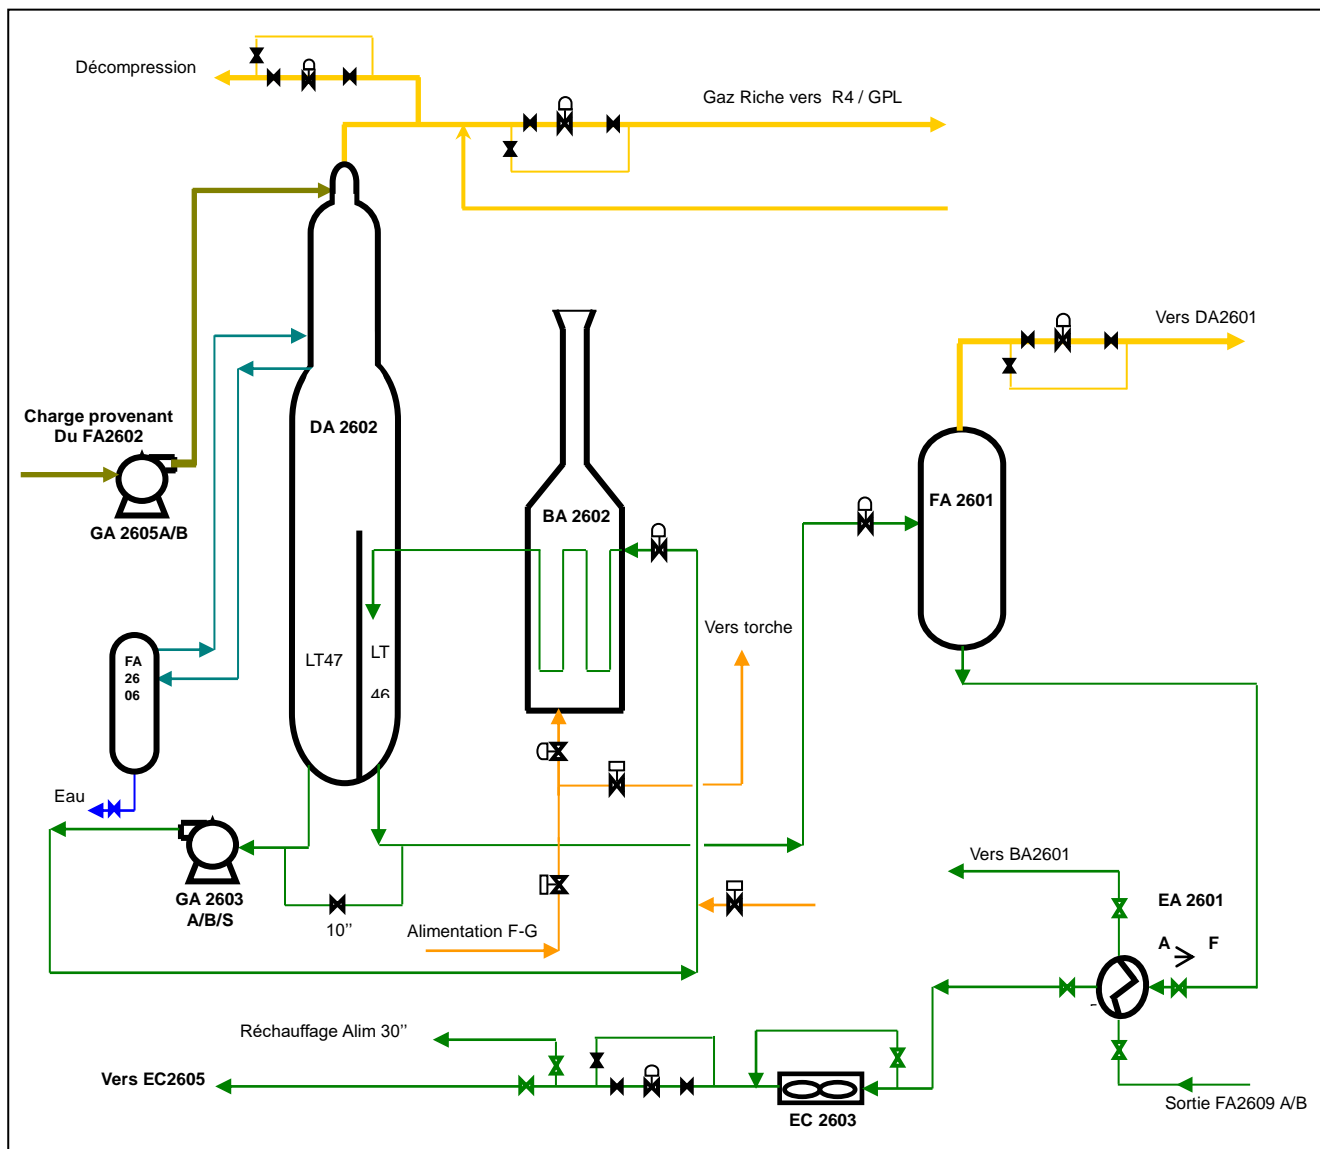 Décompression
Gaz Riche vers R4 / GPL
Vers DA2601
Charge provenant
Du FA2602
DA 2602
BA 2602
FA 2601
GA 2605A/B
Vers torche
LT47
LT
46
FA
26
06
Eau
Vers BA2601
GA 2603
A/B/S
EA 2601
10’’
Alimentation F-G
A F
Réchauffage Alim 30’’
Vers EC2605
EC 2603
Sortie FA2609 A/B